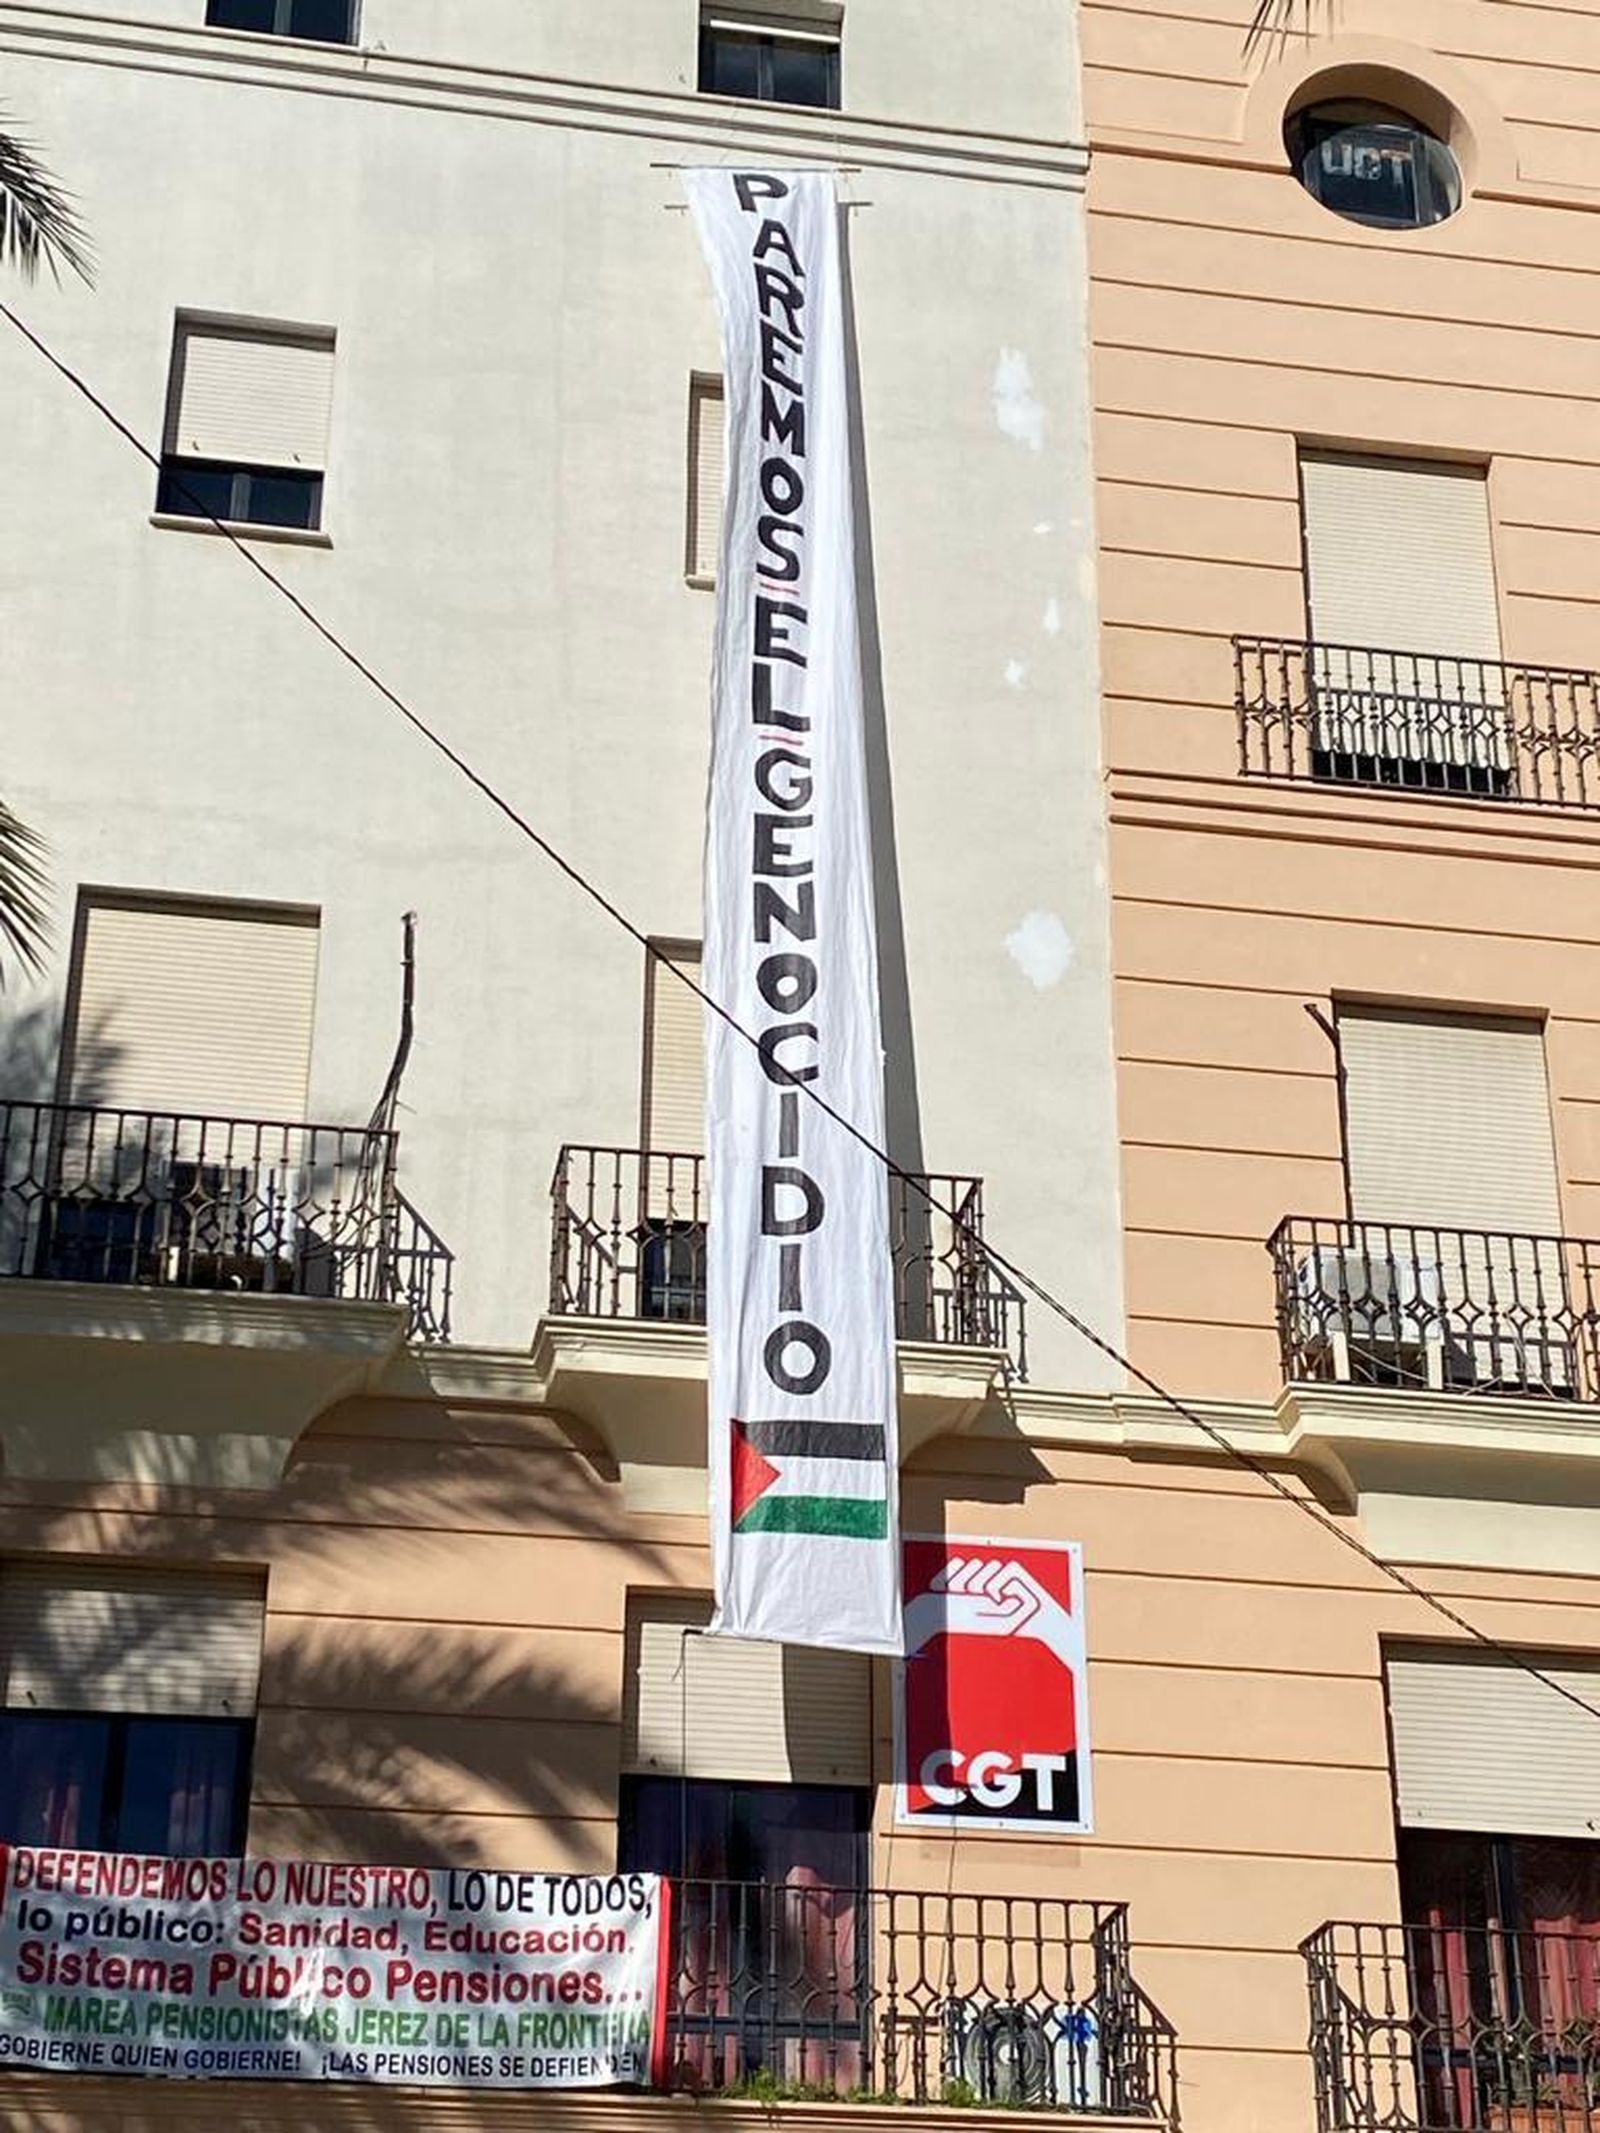 UGT
PAREMOS EL GENOCIDIO
CGT
DEFENDEMOS LO NUESTRO, LO DE TODOS,
lo público: Sanidad, Educación,
Sistema Público Pensiones...
MAREA PENSIONISTAS JEREZ DE LA FRONTERA
GOBIERNE QUIEN GOBIERNE! ¡LAS PENSIONES SE DEFIENDEN